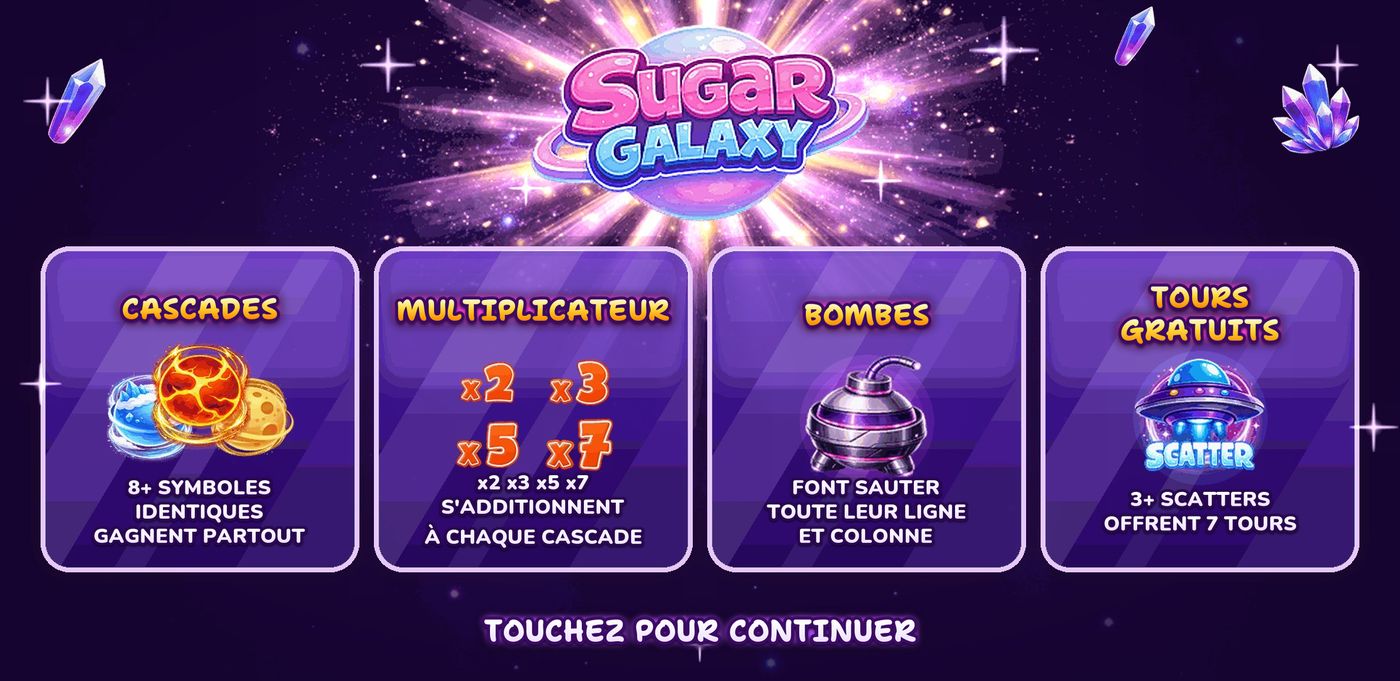 SUGAR
GALAXY
CASCADES
8+ SYMBOLES
IDENTIQUES
GAGNENT PARTOUT
MULTIPLICATEUR
x2 x3
x5 x7
x2 x3 x5 x7
S'ADDITIONNENT
À CHAQUE CASCADE
BOMBES
FONT SAUTER
TOUTE LEUR LIGNE
ET COLONNE
TOURS
GRATUITS
SCATTER
3+ SCATTERS
OFFRENT 7 TOURS
TOUCHEZ POUR CONTINUER